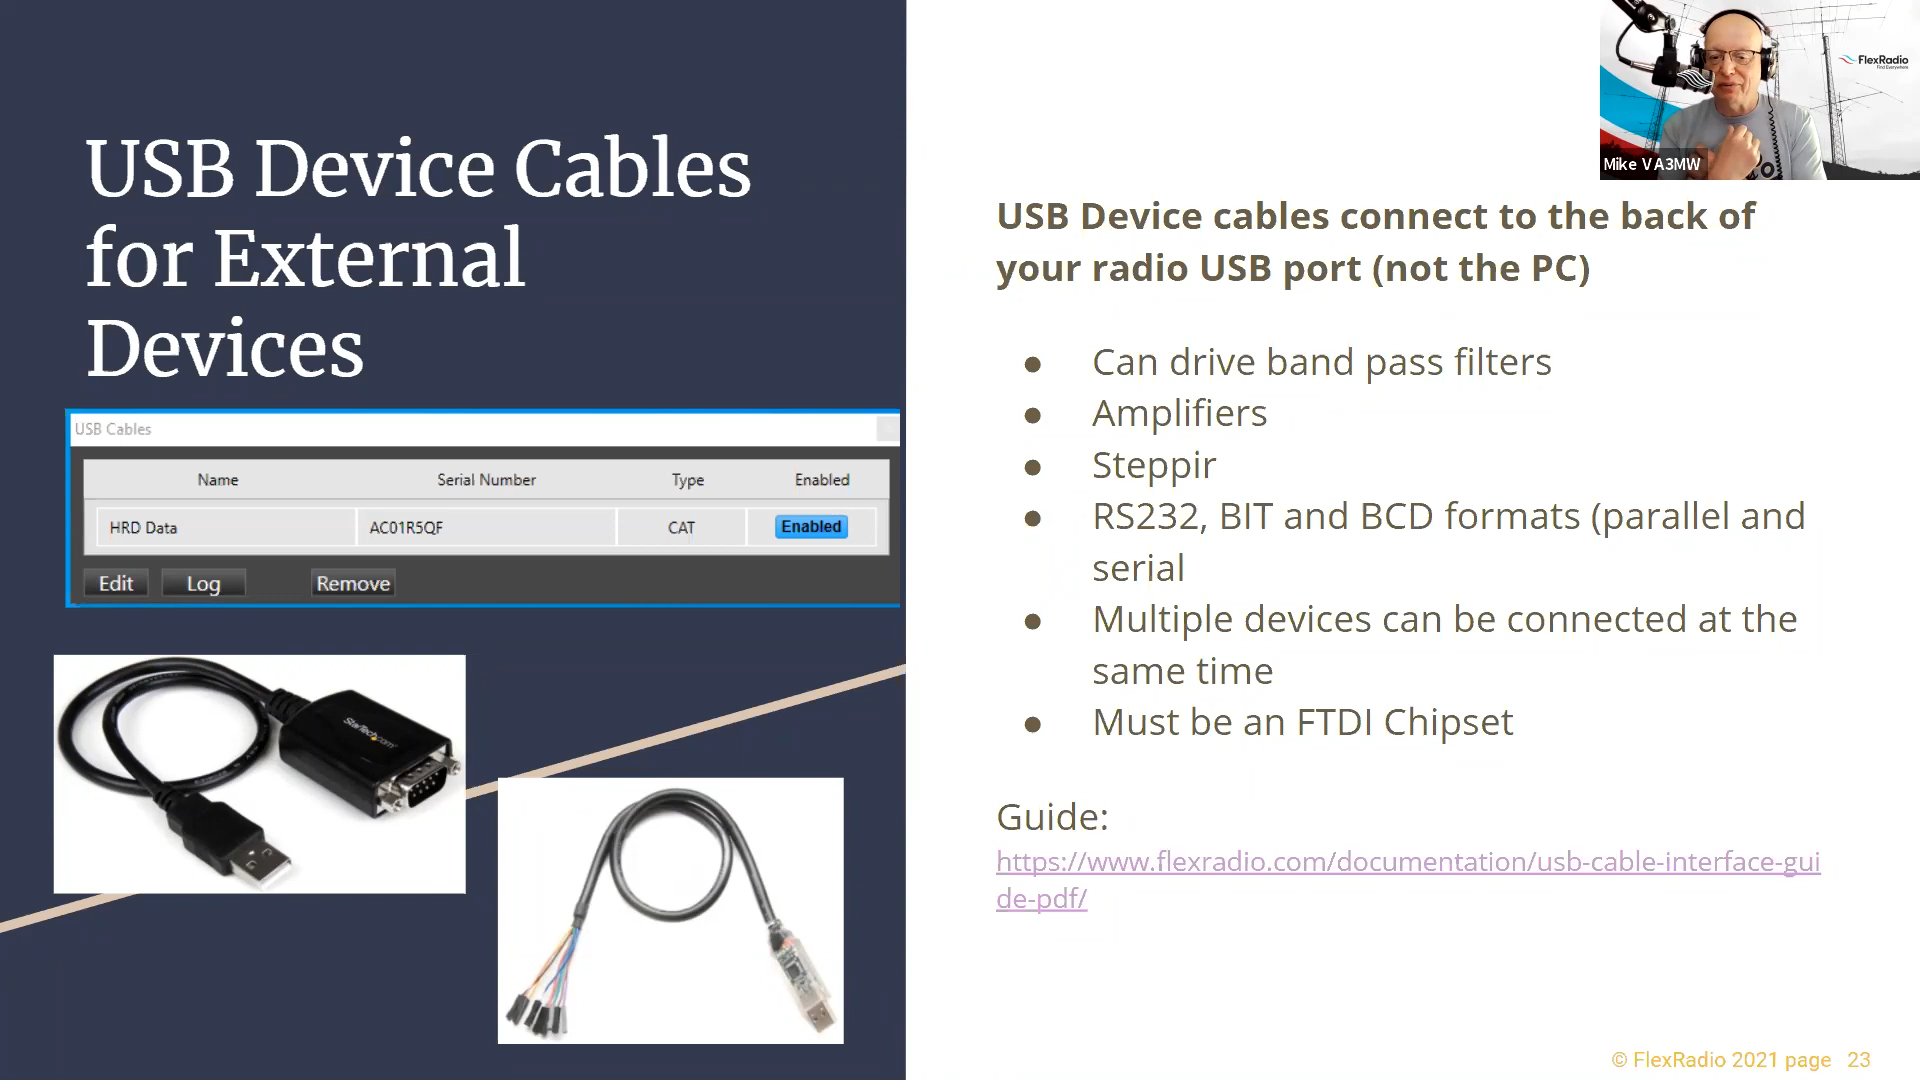 USB Device Cables
for External
Devices
USB Cables
Name Serial Number Type Enabled
HRD Data AC01R5QF CAT Enabled
Edit Log Remove
StarTech.com
FlexRadio
Mike VA3MW
USB Device cables connect to the back of
your radio USB port (not the PC)
● Can drive band pass filters
● Amplifiers
● Steppir
● RS232, BIT and BCD formats (parallel and
serial
● Multiple devices can be connected at the
same time
● Must be an FTDI Chipset
Guide:
https://www.flexradio.com/documentation/usb-cable-interface-gui
de-pdf/
© FlexRadio 2021 page 23